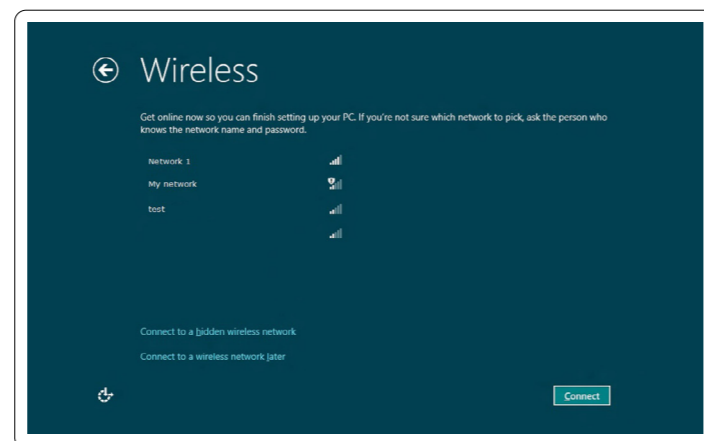 Wireless
Get online now so you can finish setting up your PC. If you're not sure which network to pick, ask the person who
knows the network name and password.
Network 1
My network
test
Connect to a hidden wireless network
Connect to a wireless network later
Connect